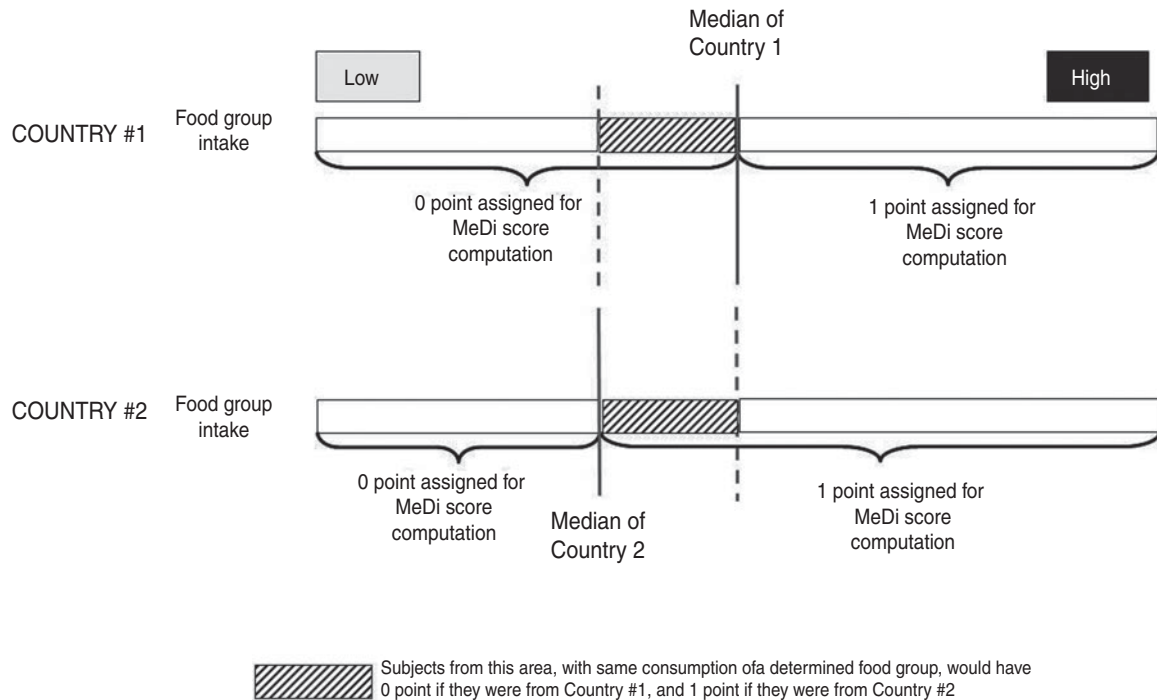 Median of
Country 1
Low
High
COUNTRY #1
Food group
intake
0 point assigned for
MeDi score
computation
1 point assigned for
MeDi score
computation
COUNTRY #2
Food group
intake
0 point assigned for
MeDi score
computation
1 point assigned for
MeDi score
computation
Median of
Country 2
Subjects from this area, with same consumption ofa determined food group, would have
0 point if they were from Country #1, and 1 point if they were from Country #2